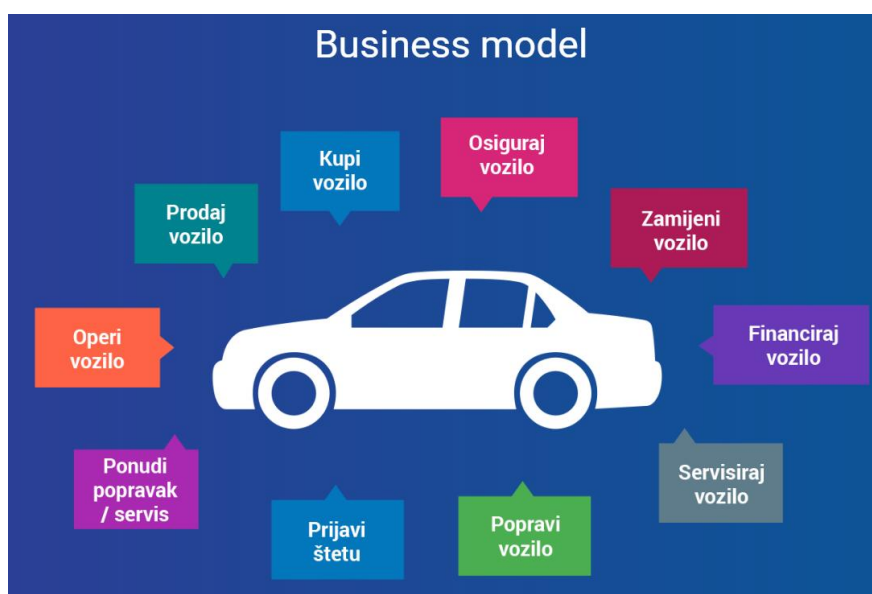 Business model
Kupi
vozilo
Osiguraj
vozilo
Prodaj
vozilo
Zamijeni
vozilo
Operi
vozilo
Financiraj
vozilo
Ponudi
popravak
/ servis
Prijavi
štetu
Popravi
vozilo
Servisiraj
vozilo